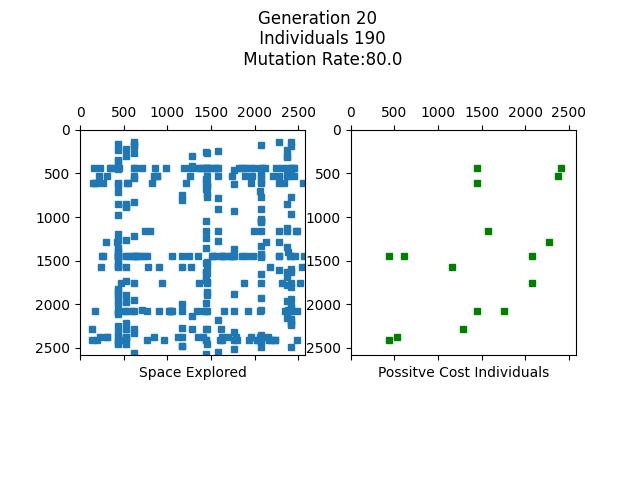 Generation 20
Individuals 190
Mutation Rate:80.0
0 500 1000 1500 2000 2500
0 500 1000 1500 2000 2500
0
500
1000
1500
2000
2500
0
500
1000
1500
2000
2500
Space Explored
Possitve Cost Individuals